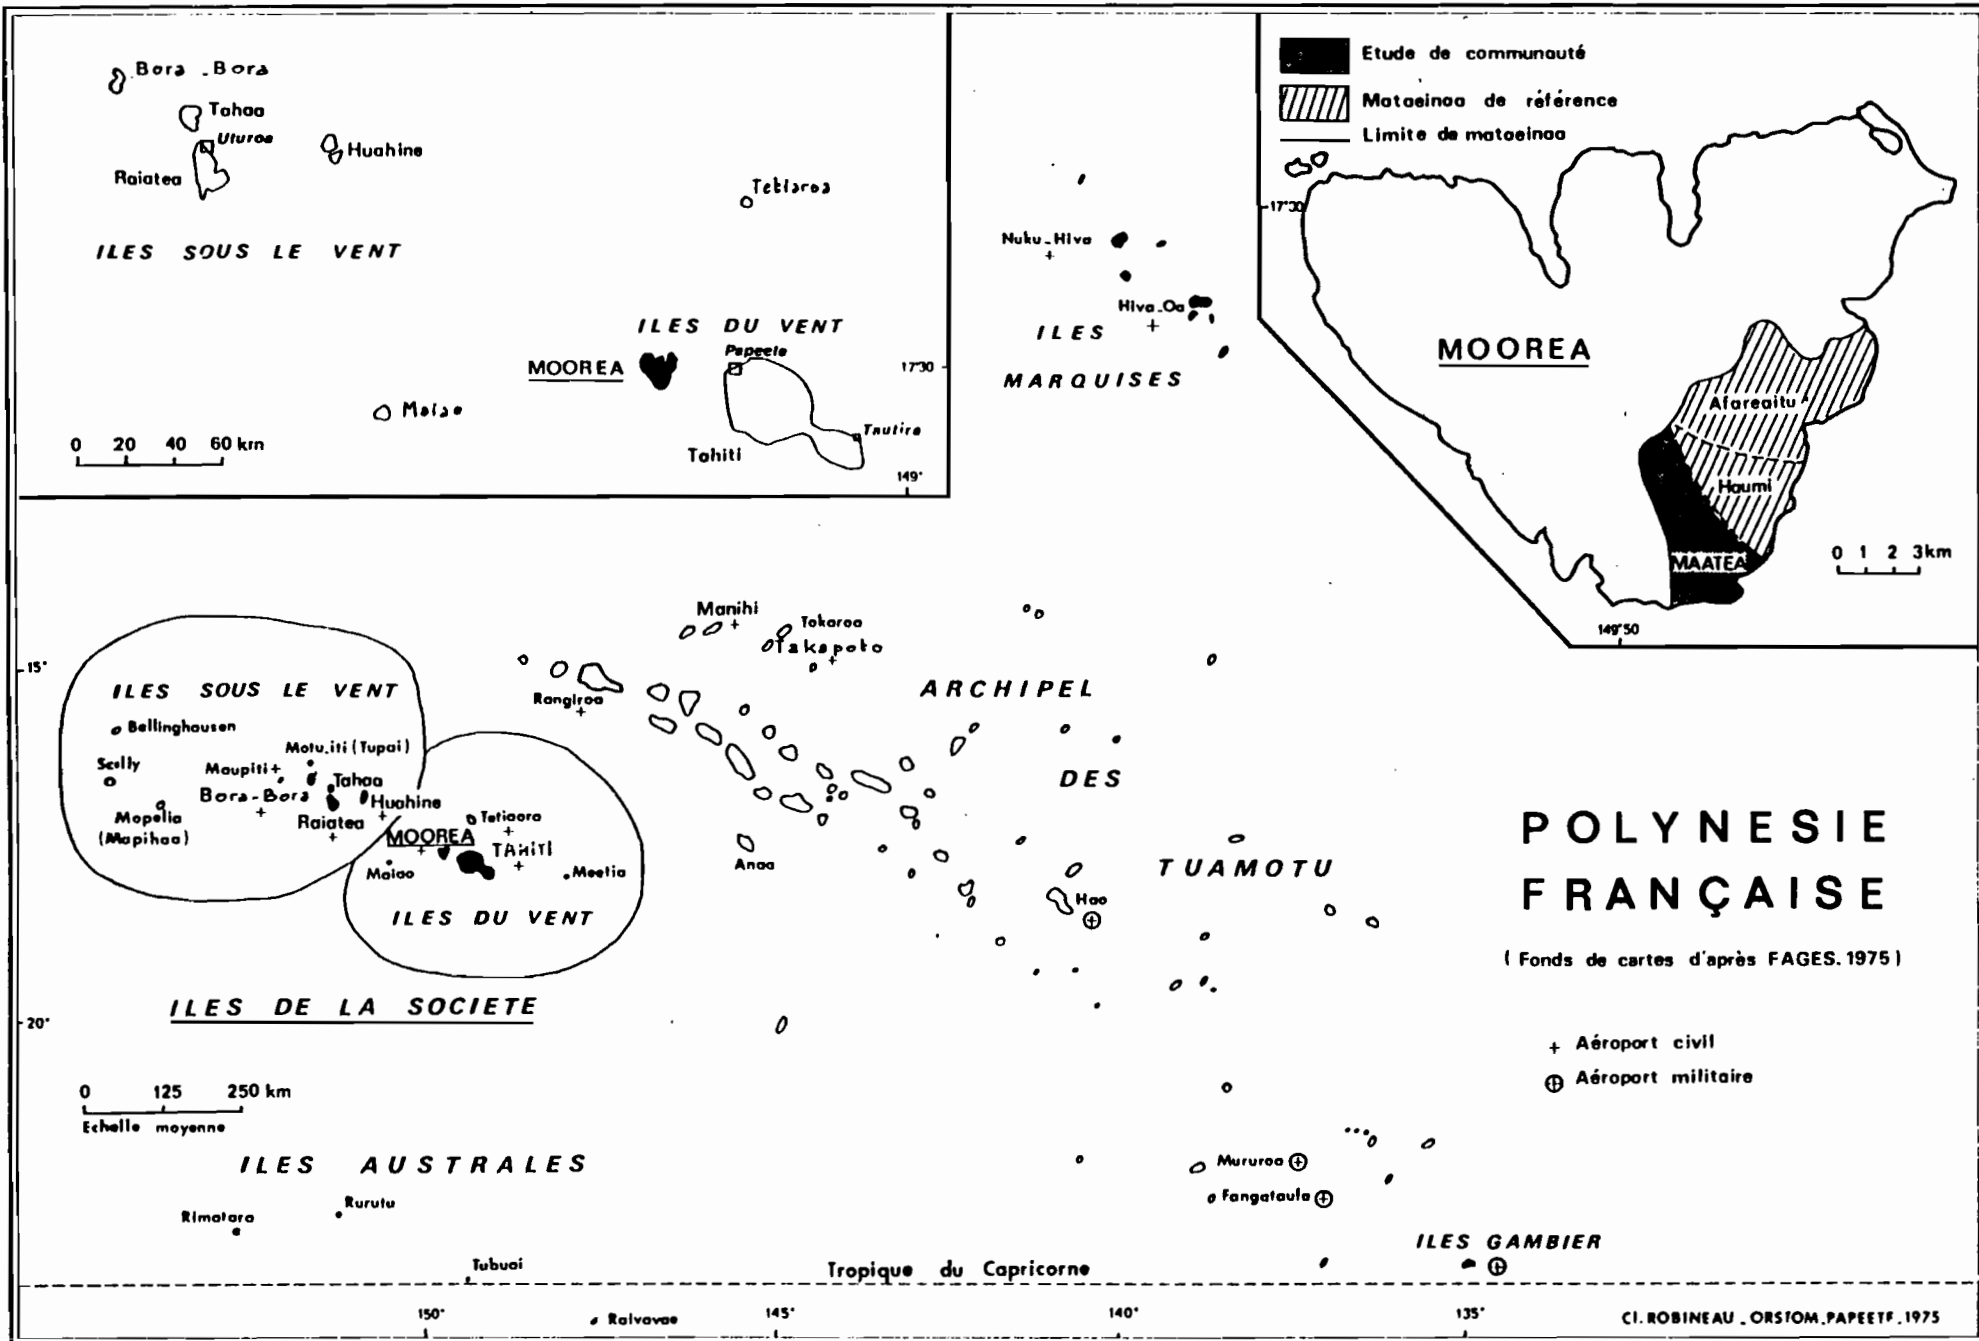 Bora - Bora
Tahaa
Uturoa
Huahine
Raiatea
Tetiaroa
ILES SOUS LE VENT
ILES DU VENT
Papeete
MOOREA
17°30
Maiao
0 20 40 60 km
Tautira
Tahiti
149°
Nuku-Hiva
Hiva-Oa
ILES
MARQUISES
Etude de communauté
Mataeinaa de référence
Limite de mataeinaa
17°30
MOOREA
Afareaitu
Haumi
MAATEA
0 1 2 3km
149°50
Manihi
Tokaroa
Takapoto
15°
Rangiroa
ARCHIPEL
DES
TUAMOTU
ILES SOUS LE VENT
Bellinghausen
Motu-iti (Tupai)
Scilly
Maupiti
Tahaa
Bora-Bora
Huahine
Mopelia
(Mapihaa)
Raiatea
Tetiaora
MOOREA
TAHITI
Maiao
Meetia
ILES DU VENT
Anaa
Hao
POLYNESIE
FRANÇAISE
( Fonds de cartes d'après FAGES. 1975 )
ILES DE LA SOCIETE
20°
Aéroport civil
Aéroport militaire
0 125 250 km
Echelle moyenne
ILES AUSTRALES
Rimatara
Rurutu
Mururoa
Fangataufa
ILES GAMBIER
Tubuai
Tropique du Capricorne
150°
Raivavae
145°
140°
135°
Cl. ROBINEAU - ORSTOM. PAPEETE. 1975